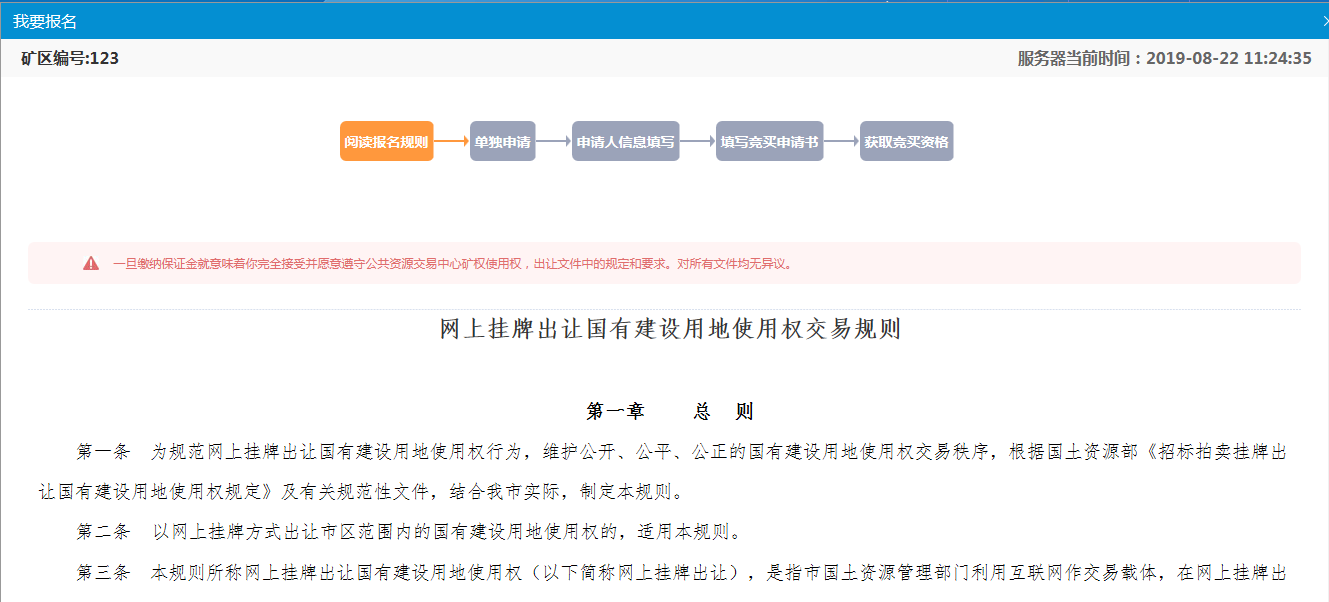 我要报名
矿区编号:123
服务器当前时间：2019-08-22 11:24:35
阅读报名规则
单独申请
申请人信息填写
填写竞买申请书
获取竞买资格
一旦缴纳保证金就意味着你完全接受并愿意遵守公共资源交易中心矿权使用权，出让文件中的规定和要求。对所有文件均无异议。
网上挂牌出让国有建设用地使用权交易规则
第一章 总 则
第一条 为规范网上挂牌出让国有建设用地使用权行为，维护公开、公平、公正的国有建设用地使用权交易秩序，根据国土资源部《招标拍卖挂牌出
让国有建设用地使用权规定》及有关规范性文件，结合我市实际，制定本规则。
第二条 以网上挂牌方式出让市区范围内的国有建设用地使用权的，适用本规则。
第三条 本规则所称网上挂牌出让国有建设用地使用权（以下简称网上挂牌出让），是指市国土资源管理部门利用互联网作交易载体，在网上挂牌出